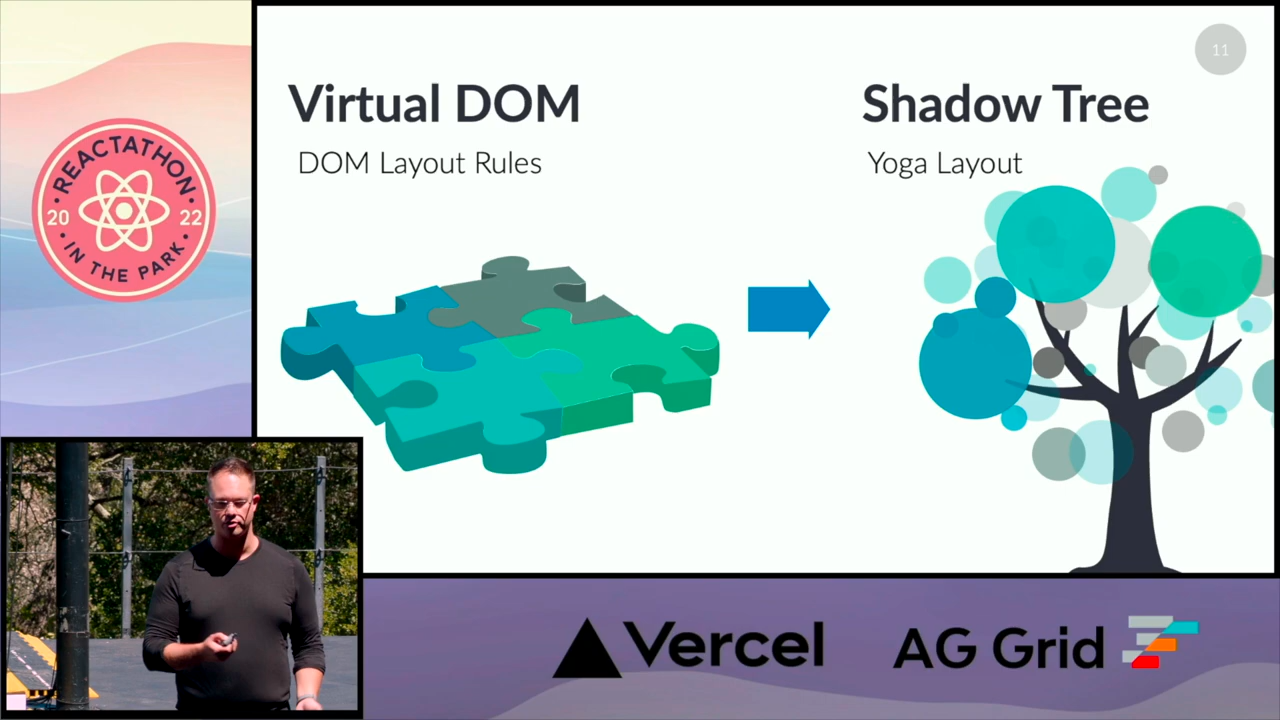 REACTATHON
20 22
IN THE PARK
11
Virtual DOM
DOM Layout Rules
Shadow Tree
Yoga Layout
Vercel
AG Grid